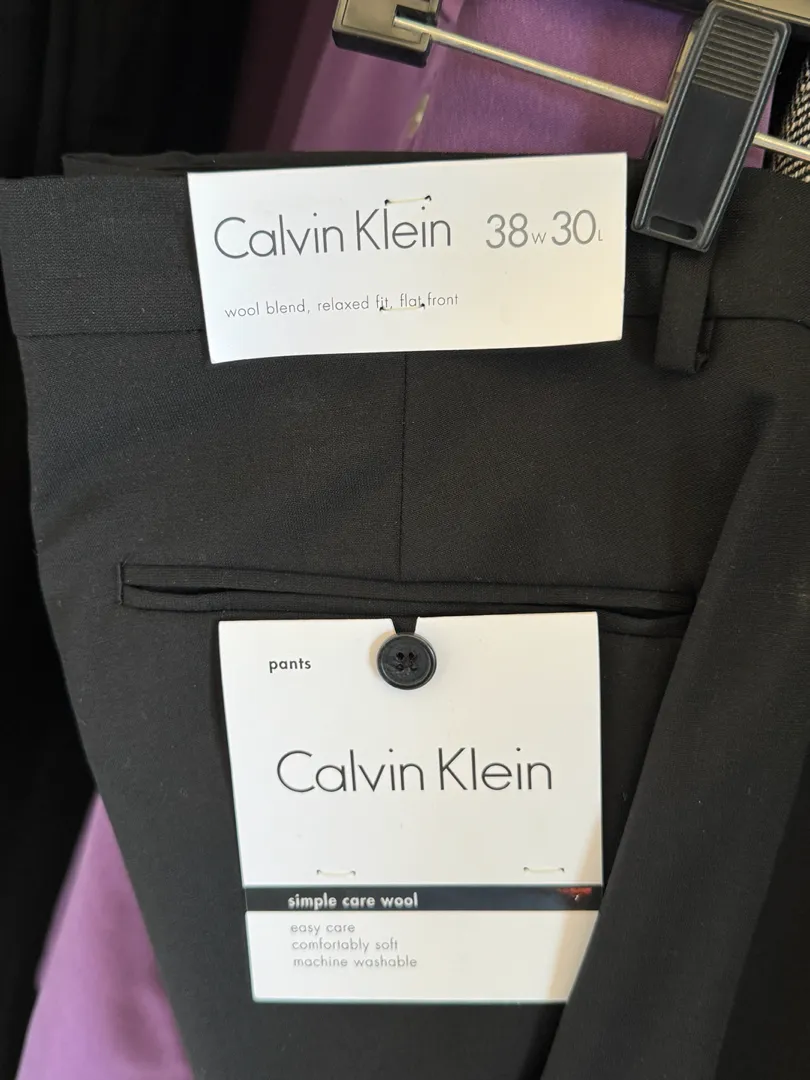 Calvin Klein 38W 30L
wool blend, relaxed fit, flat front
pants
Calvin Klein
simple care wool
easy care
comfortably soft
machine washable